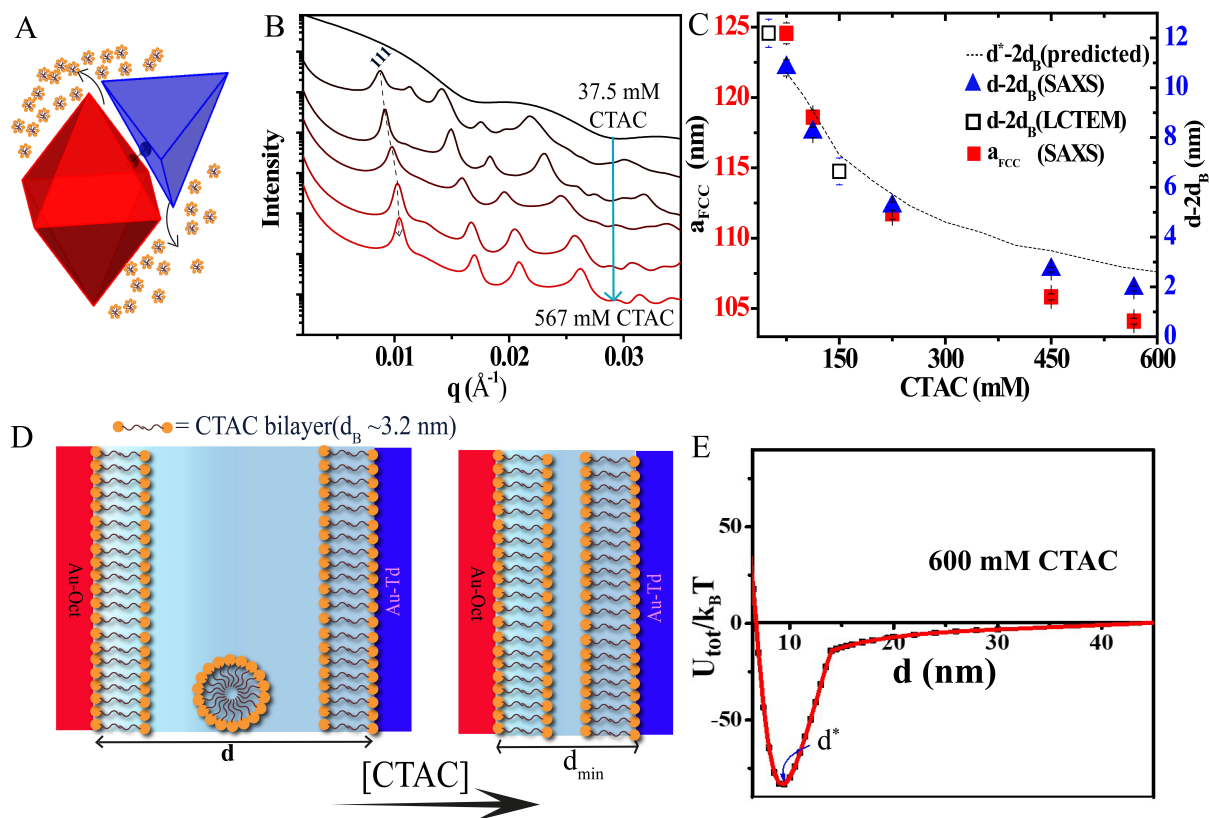 A
B
Intensity
111
37.5 mM
CTAC
567 mM CTAC
0.01
0.02
0.03
q (Å⁻¹)
C
a_FCC (nm)
125
120
115
110
105
d*-2d_B(predicted)
d-2d_B(SAXS)
d-2d_B(LCTEM)
a_FCC (SAXS)
12
10
8
6
4
2
0
d-2d_B(nm)
150
300
450
600
CTAC (mM)
D
= CTAC bilayer(d_B ~3.2 nm)
Au-Oct
Au-Td
d
Au-Oct
Au-Td
d_min
[CTAC]
E
U_tot/k_BT
50
0
-50
600 mM CTAC
10
20
30
40
d (nm)
d*